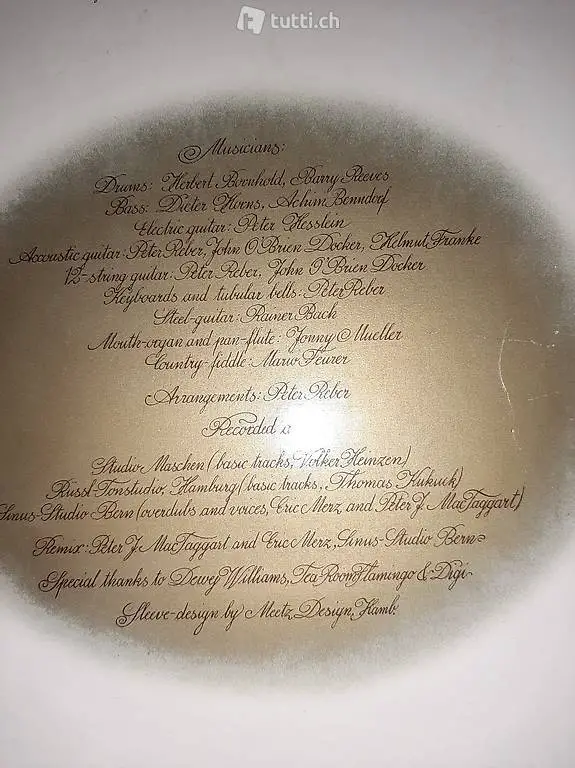 tutti.ch
Musicians:
Drums: Herbert Bornhold, Barry Reeves
Bass: Dieter Ahrens, Achim Benndorf
Electric guitar: Peter Hesslein
Accoustic guitar: Peter Reber, John O'Brien Docker, Helmut Franke
12-string guitar: Peter Reber, John O'Brien Docker
Keyboards and tubular bells: Peter Reber
Steel-guitar: Rainer Bach
Mouth-organ and pan-flute: Jonny Mueller
Country-fiddle: Mario Feurer
Arrangements: Peter Reber
Recorded a
Studio Maschen (basic tracks, Volker Heinzen)
Rüssl-Tonstudio, Hamburg (basic tracks, Thomas Kukuck)
Sinus-Studio Bern (overdubs and voices, Eric Merz and Peter J. MacTaggart)
Remix: Peter J. MacTaggart and Eric Merz, Sinus-Studio Bern
Special thanks to Dewey Williams, Tea Room Flamingo & Digi
Sleeve-design by Meetz Design, Hamb.